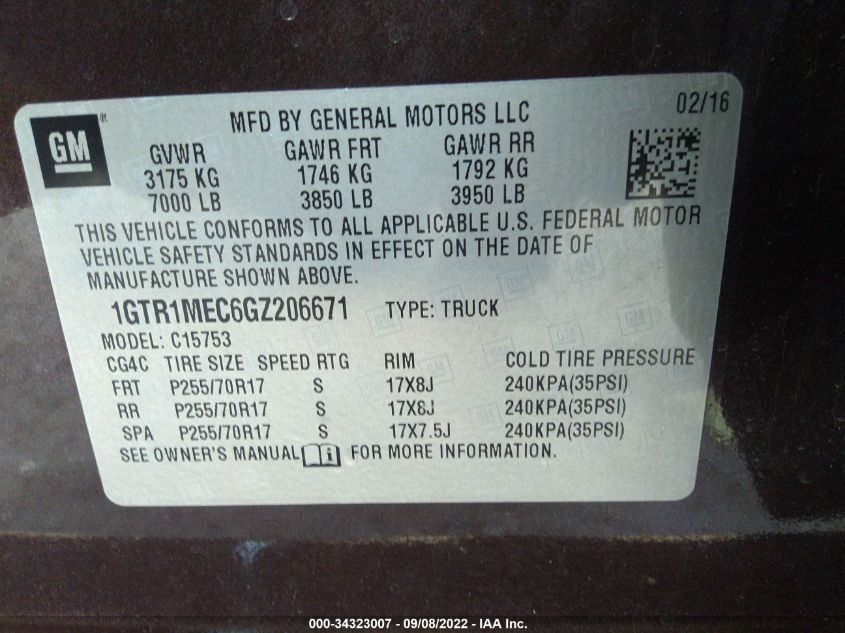 MFD BY GENERAL MOTORS LLC 02/16
GM ®
GVWR GAWR FRT GAWR RR
3175 KG 1746 KG 1792 KG
7000 LB 3850 LB 3950 LB
THIS VEHICLE CONFORMS TO ALL APPLICABLE U.S. FEDERAL MOTOR
VEHICLE SAFETY STANDARDS IN EFFECT ON THE DATE OF
MANUFACTURE SHOWN ABOVE.
1GTR1MEC6GZ206671 TYPE: TRUCK
MODEL: C15753
CG4C TIRE SIZE SPEED RTG RIM COLD TIRE PRESSURE
FRT P255/70R17 S 17X8J 240KPA(35PSI)
RR P255/70R17 S 17X8J 240KPA(35PSI)
SPA P255/70R17 S 17X7.5J 240KPA(35PSI)
SEE OWNER'S MANUAL FOR MORE INFORMATION.
000-34323007 - 09/08/2022 - IAA Inc.